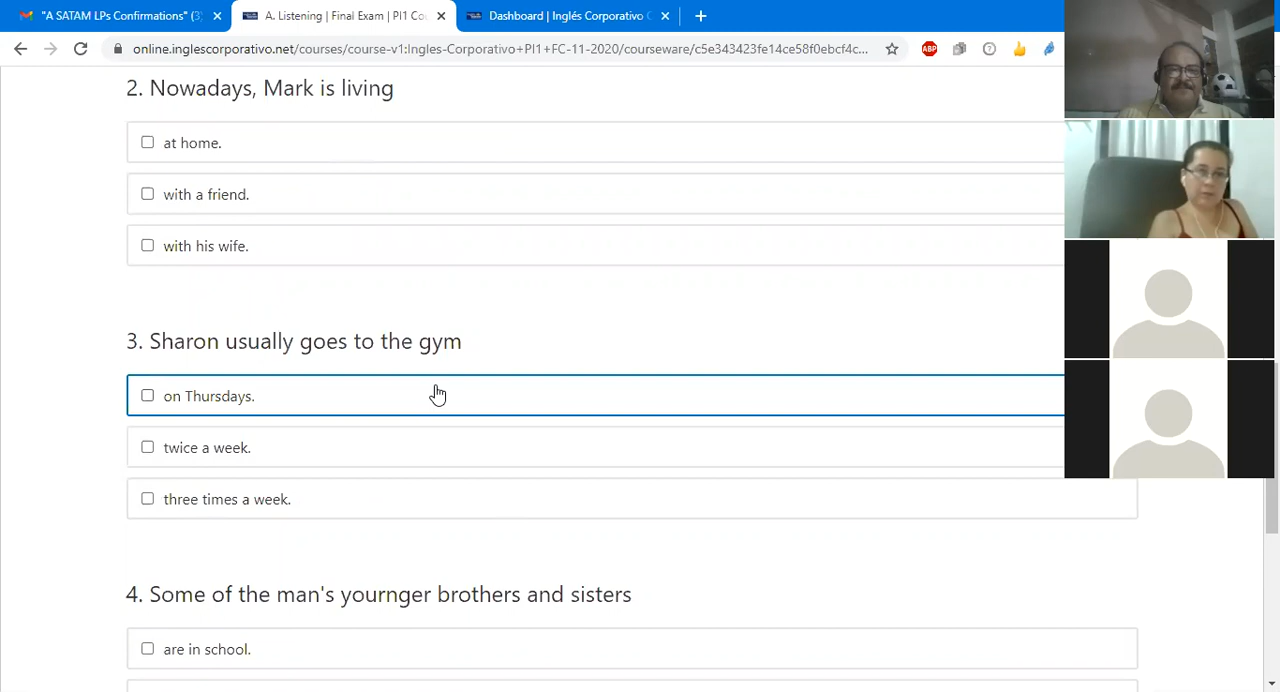 "A SATAM LPs Confirmations" (3
A. Listening | Final Exam | PI1 Co
Dashboard | Inglés Corporativo
online.inglescorporativo.net/courses/course-v1:Ingles-Corporativo+PI1+FC-11-2020/courseware/c5e343423fe14ce58f0ebcf4c...
ABP
2. Nowadays, Mark is living
at home.
with a friend.
with his wife.
3. Sharon usually goes to the gym
on Thursdays.
twice a week.
three times a week.
4. Some of the man's yournger brothers and sisters
are in school.